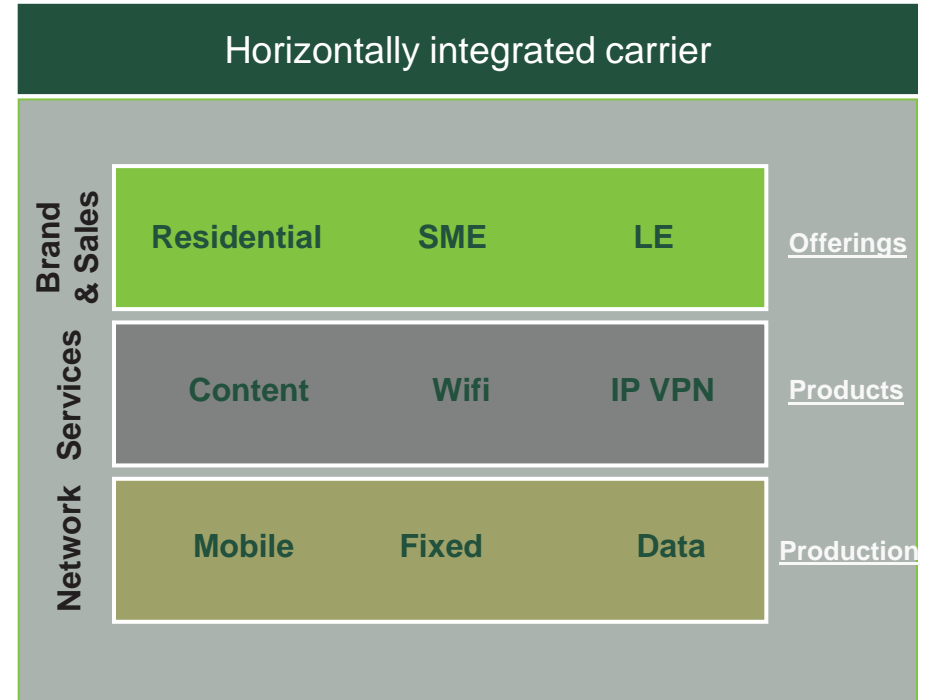 Horizontally integrated carrier
Brand
& Sales
Residential SME LE
Offerings
Services
Content Wifi IP VPN
Products
Network
Mobile Fixed Data
Production